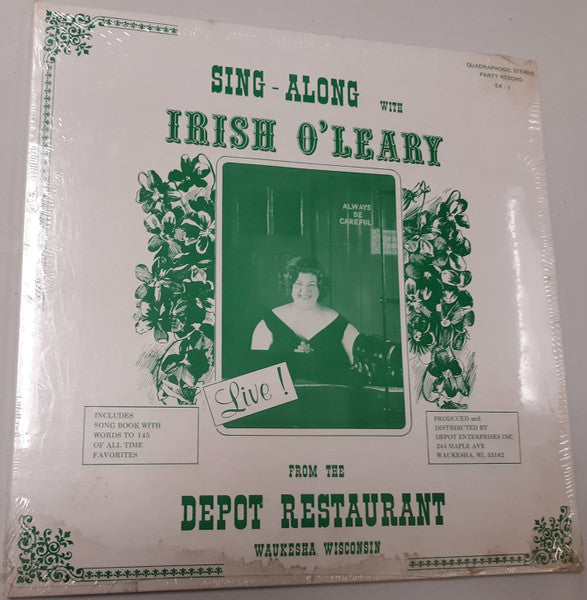 QUADRAPHONIC STEREO
PARTY RECORD
EK - 1
SING - ALONG WITH
IRISH O'LEARY
ALWAYS
BE
CAREFUL
Live !
INCLUDES
SONG BOOK WITH
WORDS TO 145
OF ALL TIME
FAVORITES
PRODUCED and
DISTRIBUTED BY
DEPOT ENTERPRISES INC.
244 MAPLE AVE
WAUKESHA, WI. 53182
FROM THE
DEPOT RESTAURANT
WAUKESHA, WISCONSIN